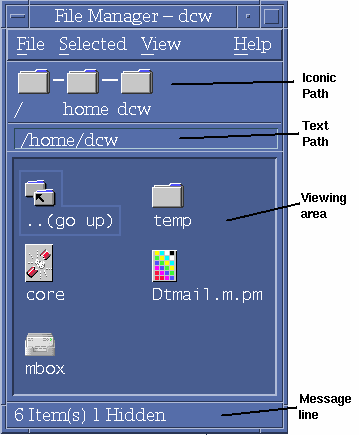 File Manager – dcw
File Selected View Help
Iconic
Path
/ home dcw
Text
Path
/home/dcw
Viewing
area
..(go up) temp
core Dtmail.m.pm
mbox
Message
line
6 Item(s) 1 Hidden